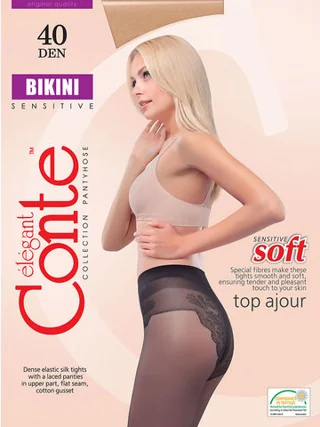 original quality
40
DEN
BIKINI
SENSITIVE
élégant
Conte™
COLLECTION PANTYHOSE
SENSITIVE
soft
Special fibres make these
tights smooth and soft,
ensuring tender and pleasant
touch to your skin
top ajour
Dense elastic silk tights
with a laced panties
in upper part, flat seam,
cotton gusset